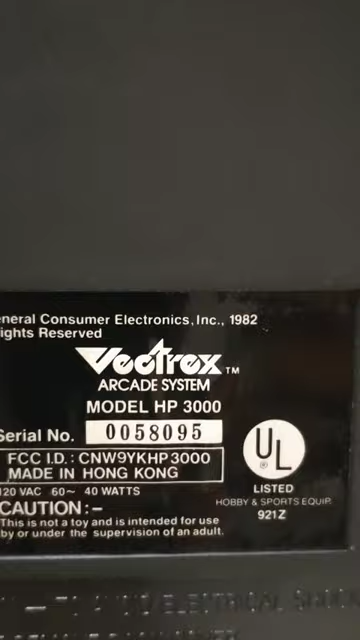 eneral Consumer Electronics, Inc., 1982
ights Reserved
Vectrex TM
ARCADE SYSTEM
MODEL HP 3000
Serial No. 0058095
FCC I.D.: CNW9YKHP3000
MADE IN HONG KONG
120 VAC 60~ 40 WATTS
CAUTION:-
This is not a toy and is intended for use
by or under the supervision of an adult.
UL
LISTED
HOBBY & SPORTS EQUIP.
921Z
ELECTRICAL SHOCK